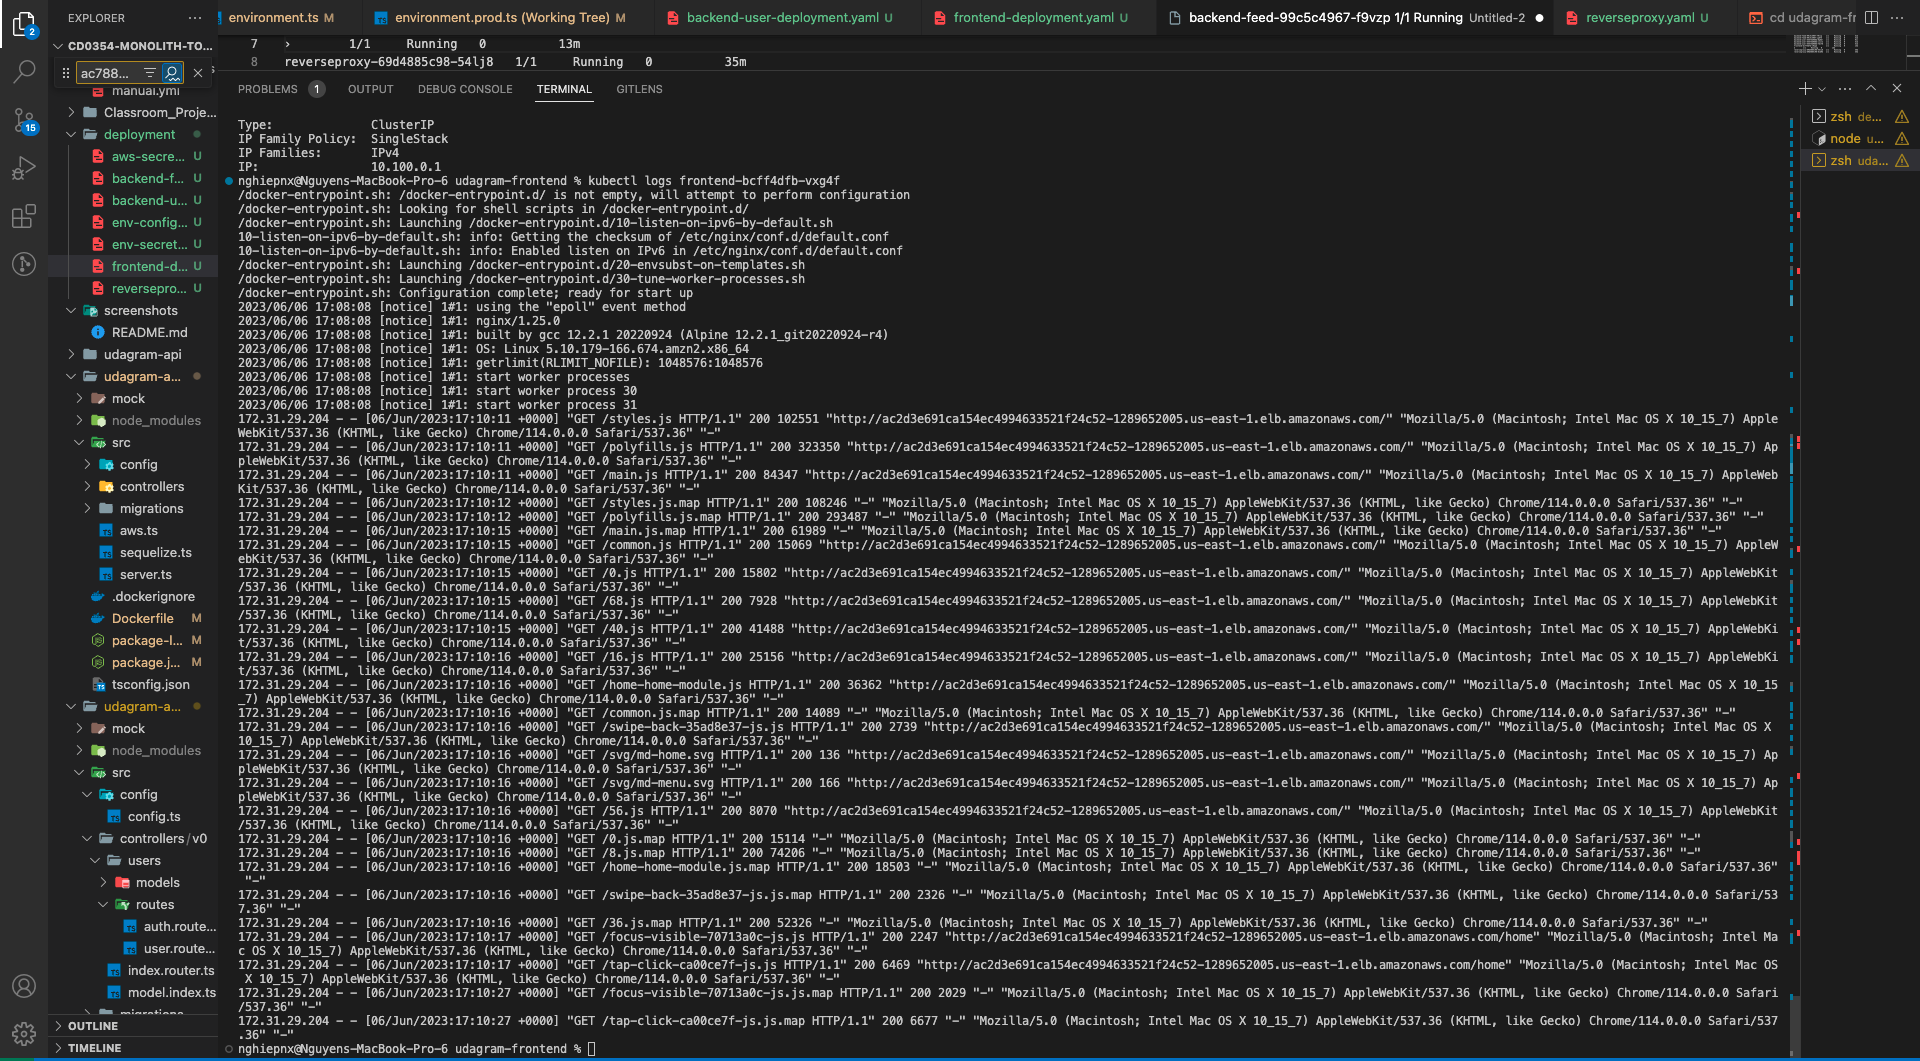 EXPLORER
environment.ts M
environment.prod.ts (Working Tree) M
backend-user-deployment.yaml U
frontend-deployment.yaml U
backend-feed-99c5c4967-f9vzp 1/1 Running Untitled-2
reverseproxy.yaml U
cd udagram-fr
CD0354-MONOLITH-TO...
ac788...
manual.yml
Classroom_Proje...
deployment
aws-secre... U
backend-f... U
backend-u... U
env-config... U
env-secret... U
frontend-d... U
reversepro... U
screenshots
README.md
udagram-api
udagram-a...
mock
node_modules
src
config
controllers
migrations
aws.ts
sequelize.ts
server.ts
.dockerignore
Dockerfile M
package-l... M
package.j... M
tsconfig.json
udagram-a...
mock
node_modules
src
config
config.ts
controllers/v0
users
models
routes
auth.route...
user.route...
index.router.ts
model.index.ts
migrations
OUTLINE
TIMELINE
2
15
7 › 1/1 Running 0 13m
8 reverseproxy-69d4885c98-54lj8 1/1 Running 0 35m
PROBLEMS 1 OUTPUT DEBUG CONSOLE TERMINAL GITLENS
zsh de...
node u...
zsh uda...
Type: ClusterIP
IP Family Policy: SingleStack
IP Families: IPv4
IP: 10.100.0.1
nghiepnx@Nguyens-MacBook-Pro-6 udagram-frontend % kubectl logs frontend-bcff4dfb-vxg4f
/docker-entrypoint.sh: /docker-entrypoint.d/ is not empty, will attempt to perform configuration
/docker-entrypoint.sh: Looking for shell scripts in /docker-entrypoint.d/
/docker-entrypoint.sh: Launching /docker-entrypoint.d/10-listen-on-ipv6-by-default.sh
10-listen-on-ipv6-by-default.sh: info: Getting the checksum of /etc/nginx/conf.d/default.conf
10-listen-on-ipv6-by-default.sh: info: Enabled listen on IPv6 in /etc/nginx/conf.d/default.conf
/docker-entrypoint.sh: Launching /docker-entrypoint.d/20-envsubst-on-templates.sh
/docker-entrypoint.sh: Launching /docker-entrypoint.d/30-tune-worker-processes.sh
/docker-entrypoint.sh: Configuration complete; ready for start up
2023/06/06 17:08:08 [notice] 1#1: using the "epoll" event method
2023/06/06 17:08:08 [notice] 1#1: nginx/1.25.0
2023/06/06 17:08:08 [notice] 1#1: built by gcc 12.2.1 20220924 (Alpine 12.2.1_git20220924-r4)
2023/06/06 17:08:08 [notice] 1#1: OS: Linux 5.10.179-166.674.amzn2.x86_64
2023/06/06 17:08:08 [notice] 1#1: getrlimit(RLIMIT_NOFILE): 1048576:1048576
2023/06/06 17:08:08 [notice] 1#1: start worker processes
2023/06/06 17:08:08 [notice] 1#1: start worker process 30
2023/06/06 17:08:08 [notice] 1#1: start worker process 31
172.31.29.204 - - [06/Jun/2023:17:10:11 +0000] "GET /styles.js HTTP/1.1" 200 102551 "http://ac2d3e691ca154ec4994633521f24c52-1289652005.us-east-1.elb.amazonaws.com/" "Mozilla/5.0 (Macintosh; Intel Mac OS X 10_15_7) Apple
WebKit/537.36 (KHTML, like Gecko) Chrome/114.0.0.0 Safari/537.36" "-"
172.31.29.204 - - [06/Jun/2023:17:10:11 +0000] "GET /polyfills.js HTTP/1.1" 200 323350 "http://ac2d3e691ca154ec4994633521f24c52-1289652005.us-east-1.elb.amazonaws.com/" "Mozilla/5.0 (Macintosh; Intel Mac OS X 10_15_7) Ap
pleWebKit/537.36 (KHTML, like Gecko) Chrome/114.0.0.0 Safari/537.36" "-"
172.31.29.204 - - [06/Jun/2023:17:10:11 +0000] "GET /main.js HTTP/1.1" 200 84347 "http://ac2d3e691ca154ec4994633521f24c52-1289652005.us-east-1.elb.amazonaws.com/" "Mozilla/5.0 (Macintosh; Intel Mac OS X 10_15_7) AppleWeb
Kit/537.36 (KHTML, like Gecko) Chrome/114.0.0.0 Safari/537.36" "-"
172.31.29.204 - - [06/Jun/2023:17:10:12 +0000] "GET /styles.js.map HTTP/1.1" 200 108246 "-" "Mozilla/5.0 (Macintosh; Intel Mac OS X 10_15_7) AppleWebKit/537.36 (KHTML, like Gecko) Chrome/114.0.0.0 Safari/537.36" "-"
172.31.29.204 - - [06/Jun/2023:17:10:12 +0000] "GET /polyfills.js.map HTTP/1.1" 200 293487 "-" "Mozilla/5.0 (Macintosh; Intel Mac OS X 10_15_7) AppleWebKit/537.36 (KHTML, like Gecko) Chrome/114.0.0.0 Safari/537.36" "-"
172.31.29.204 - - [06/Jun/2023:17:10:15 +0000] "GET /main.js.map HTTP/1.1" 200 61989 "-" "Mozilla/5.0 (Macintosh; Intel Mac OS X 10_15_7) AppleWebKit/537.36 (KHTML, like Gecko) Chrome/114.0.0.0 Safari/537.36" "-"
172.31.29.204 - - [06/Jun/2023:17:10:15 +0000] "GET /common.js HTTP/1.1" 200 15069 "http://ac2d3e691ca154ec4994633521f24c52-1289652005.us-east-1.elb.amazonaws.com/" "Mozilla/5.0 (Macintosh; Intel Mac OS X 10_15_7) AppleW
ebKit/537.36 (KHTML, like Gecko) Chrome/114.0.0.0 Safari/537.36" "-"
172.31.29.204 - - [06/Jun/2023:17:10:15 +0000] "GET /0.js HTTP/1.1" 200 15802 "http://ac2d3e691ca154ec4994633521f24c52-1289652005.us-east-1.elb.amazonaws.com/" "Mozilla/5.0 (Macintosh; Intel Mac OS X 10_15_7) AppleWebKit
/537.36 (KHTML, like Gecko) Chrome/114.0.0.0 Safari/537.36" "-"
172.31.29.204 - - [06/Jun/2023:17:10:15 +0000] "GET /68.js HTTP/1.1" 200 7928 "http://ac2d3e691ca154ec4994633521f24c52-1289652005.us-east-1.elb.amazonaws.com/" "Mozilla/5.0 (Macintosh; Intel Mac OS X 10_15_7) AppleWebKit
/537.36 (KHTML, like Gecko) Chrome/114.0.0.0 Safari/537.36" "-"
172.31.29.204 - - [06/Jun/2023:17:10:15 +0000] "GET /40.js HTTP/1.1" 200 41488 "http://ac2d3e691ca154ec4994633521f24c52-1289652005.us-east-1.elb.amazonaws.com/" "Mozilla/5.0 (Macintosh; Intel Mac OS X 10_15_7) AppleWebKi
t/537.36 (KHTML, like Gecko) Chrome/114.0.0.0 Safari/537.36" "-"
172.31.29.204 - - [06/Jun/2023:17:10:16 +0000] "GET /16.js HTTP/1.1" 200 25156 "http://ac2d3e691ca154ec4994633521f24c52-1289652005.us-east-1.elb.amazonaws.com/" "Mozilla/5.0 (Macintosh; Intel Mac OS X 10_15_7) AppleWebKi
t/537.36 (KHTML, like Gecko) Chrome/114.0.0.0 Safari/537.36" "-"
172.31.29.204 - - [06/Jun/2023:17:10:16 +0000] "GET /home-home-module.js HTTP/1.1" 200 36362 "http://ac2d3e691ca154ec4994633521f24c52-1289652005.us-east-1.elb.amazonaws.com/" "Mozilla/5.0 (Macintosh; Intel Mac OS X 10_15
_7) AppleWebKit/537.36 (KHTML, like Gecko) Chrome/114.0.0.0 Safari/537.36" "-"
172.31.29.204 - - [06/Jun/2023:17:10:16 +0000] "GET /common.js.map HTTP/1.1" 200 14089 "-" "Mozilla/5.0 (Macintosh; Intel Mac OS X 10_15_7) AppleWebKit/537.36 (KHTML, like Gecko) Chrome/114.0.0.0 Safari/537.36" "-"
172.31.29.204 - - [06/Jun/2023:17:10:16 +0000] "GET /swipe-back-35ad8e37-js.js HTTP/1.1" 200 2739 "http://ac2d3e691ca154ec4994633521f24c52-1289652005.us-east-1.elb.amazonaws.com/" "Mozilla/5.0 (Macintosh; Intel Mac OS X
10_15_7) AppleWebKit/537.36 (KHTML, like Gecko) Chrome/114.0.0.0 Safari/537.36" "-"
172.31.29.204 - - [06/Jun/2023:17:10:16 +0000] "GET /svg/md-home.svg HTTP/1.1" 200 136 "http://ac2d3e691ca154ec4994633521f24c52-1289652005.us-east-1.elb.amazonaws.com/" "Mozilla/5.0 (Macintosh; Intel Mac OS X 10_15_7) Ap
pleWebKit/537.36 (KHTML, like Gecko) Chrome/114.0.0.0 Safari/537.36" "-"
172.31.29.204 - - [06/Jun/2023:17:10:16 +0000] "GET /svg/md-menu.svg HTTP/1.1" 200 166 "http://ac2d3e691ca154ec4994633521f24c52-1289652005.us-east-1.elb.amazonaws.com/" "Mozilla/5.0 (Macintosh; Intel Mac OS X 10_15_7) Ap
pleWebKit/537.36 (KHTML, like Gecko) Chrome/114.0.0.0 Safari/537.36" "-"
172.31.29.204 - - [06/Jun/2023:17:10:16 +0000] "GET /56.js HTTP/1.1" 200 8070 "http://ac2d3e691ca154ec4994633521f24c52-1289652005.us-east-1.elb.amazonaws.com/" "Mozilla/5.0 (Macintosh; Intel Mac OS X 10_15_7) AppleWebKit
/537.36 (KHTML, like Gecko) Chrome/114.0.0.0 Safari/537.36" "-"
172.31.29.204 - - [06/Jun/2023:17:10:16 +0000] "GET /0.js.map HTTP/1.1" 200 15114 "-" "Mozilla/5.0 (Macintosh; Intel Mac OS X 10_15_7) AppleWebKit/537.36 (KHTML, like Gecko) Chrome/114.0.0.0 Safari/537.36" "-"
172.31.29.204 - - [06/Jun/2023:17:10:16 +0000] "GET /8.js.map HTTP/1.1" 200 74206 "-" "Mozilla/5.0 (Macintosh; Intel Mac OS X 10_15_7) AppleWebKit/537.36 (KHTML, like Gecko) Chrome/114.0.0.0 Safari/537.36" "-"
172.31.29.204 - - [06/Jun/2023:17:10:16 +0000] "GET /home-home-module.js.map HTTP/1.1" 200 18503 "-" "Mozilla/5.0 (Macintosh; Intel Mac OS X 10_15_7) AppleWebKit/537.36 (KHTML, like Gecko) Chrome/114.0.0.0 Safari/537.36"
"-"
172.31.29.204 - - [06/Jun/2023:17:10:16 +0000] "GET /swipe-back-35ad8e37-js.js.map HTTP/1.1" 200 2326 "-" "Mozilla/5.0 (Macintosh; Intel Mac OS X 10_15_7) AppleWebKit/537.36 (KHTML, like Gecko) Chrome/114.0.0.0 Safari/53
7.36" "-"
172.31.29.204 - - [06/Jun/2023:17:10:16 +0000] "GET /36.js.map HTTP/1.1" 200 52326 "-" "Mozilla/5.0 (Macintosh; Intel Mac OS X 10_15_7) AppleWebKit/537.36 (KHTML, like Gecko) Chrome/114.0.0.0 Safari/537.36" "-"
172.31.29.204 - - [06/Jun/2023:17:10:17 +0000] "GET /focus-visible-70713a0c-js.js HTTP/1.1" 200 2247 "http://ac2d3e691ca154ec4994633521f24c52-1289652005.us-east-1.elb.amazonaws.com/home" "Mozilla/5.0 (Macintosh; Intel Ma
c OS X 10_15_7) AppleWebKit/537.36 (KHTML, like Gecko) Chrome/114.0.0.0 Safari/537.36" "-"
172.31.29.204 - - [06/Jun/2023:17:10:17 +0000] "GET /tap-click-ca00ce7f-js.js HTTP/1.1" 200 6469 "http://ac2d3e691ca154ec4994633521f24c52-1289652005.us-east-1.elb.amazonaws.com/home" "Mozilla/5.0 (Macintosh; Intel Mac OS
X 10_15_7) AppleWebKit/537.36 (KHTML, like Gecko) Chrome/114.0.0.0 Safari/537.36" "-"
172.31.29.204 - - [06/Jun/2023:17:10:27 +0000] "GET /focus-visible-70713a0c-js.js.map HTTP/1.1" 200 2029 "-" "Mozilla/5.0 (Macintosh; Intel Mac OS X 10_15_7) AppleWebKit/537.36 (KHTML, like Gecko) Chrome/114.0.0.0 Safari
/537.36" "-"
172.31.29.204 - - [06/Jun/2023:17:10:27 +0000] "GET /tap-click-ca00ce7f-js.js.map HTTP/1.1" 200 6677 "-" "Mozilla/5.0 (Macintosh; Intel Mac OS X 10_15_7) AppleWebKit/537.36 (KHTML, like Gecko) Chrome/114.0.0.0 Safari/537
.36" "-"
nghiepnx@Nguyens-MacBook-Pro-6 udagram-frontend %